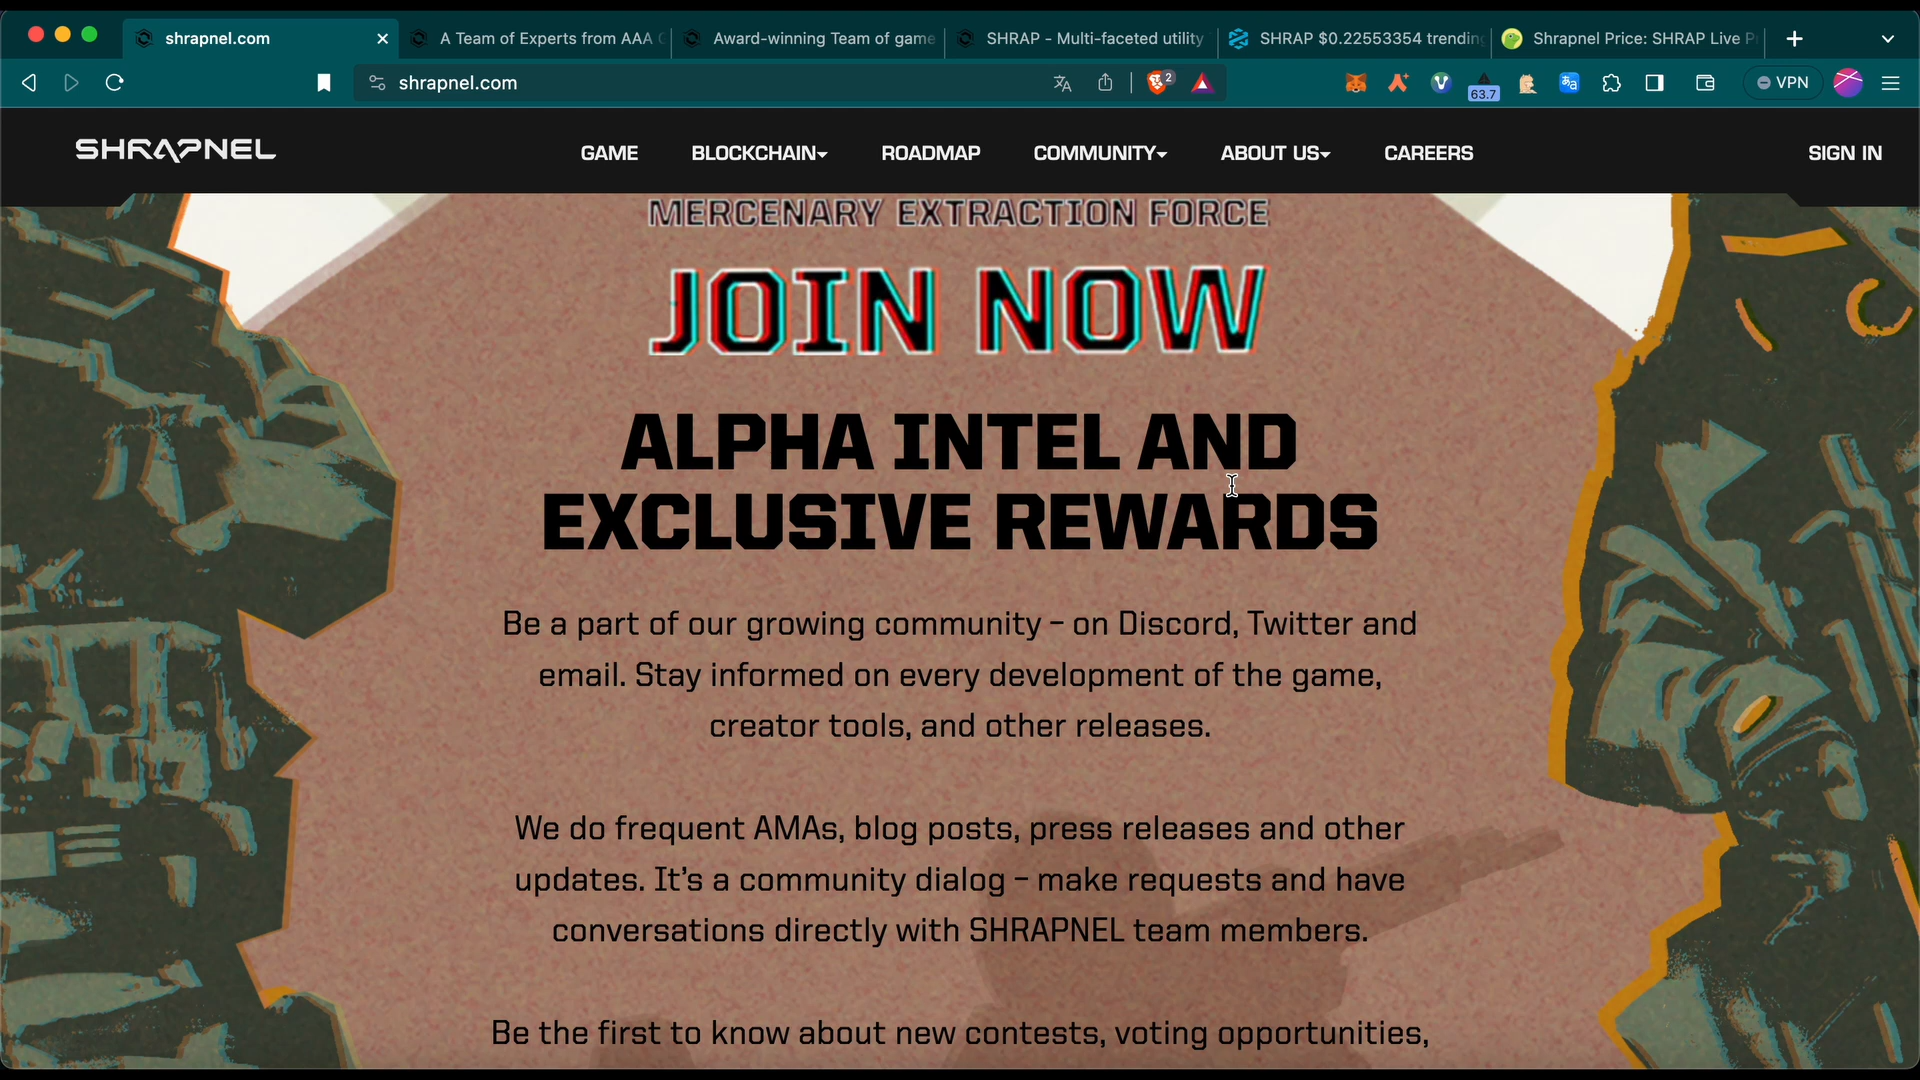 shrapnel.com
A Team of Experts from AAA
Award-winning Team of game
SHRAP - Multi-faceted utility
SHRAP $0.22553354 trending
Shrapnel Price: SHRAP Live P
shrapnel.com
2
63.7
VPN
SHRAPNEL
GAME
BLOCKCHAIN
ROADMAP
COMMUNITY
ABOUT US
CAREERS
SIGN IN
MERCENARY EXTRACTION FORCE
JOIN NOW
ALPHA INTEL AND
EXCLUSIVE REWARDS
Be a part of our growing community – on Discord, Twitter and
email. Stay informed on every development of the game,
creator tools, and other releases.
We do frequent AMAs, blog posts, press releases and other
updates. It's a community dialog – make requests and have
conversations directly with SHRAPNEL team members.
Be the first to know about new contests, voting opportunities,